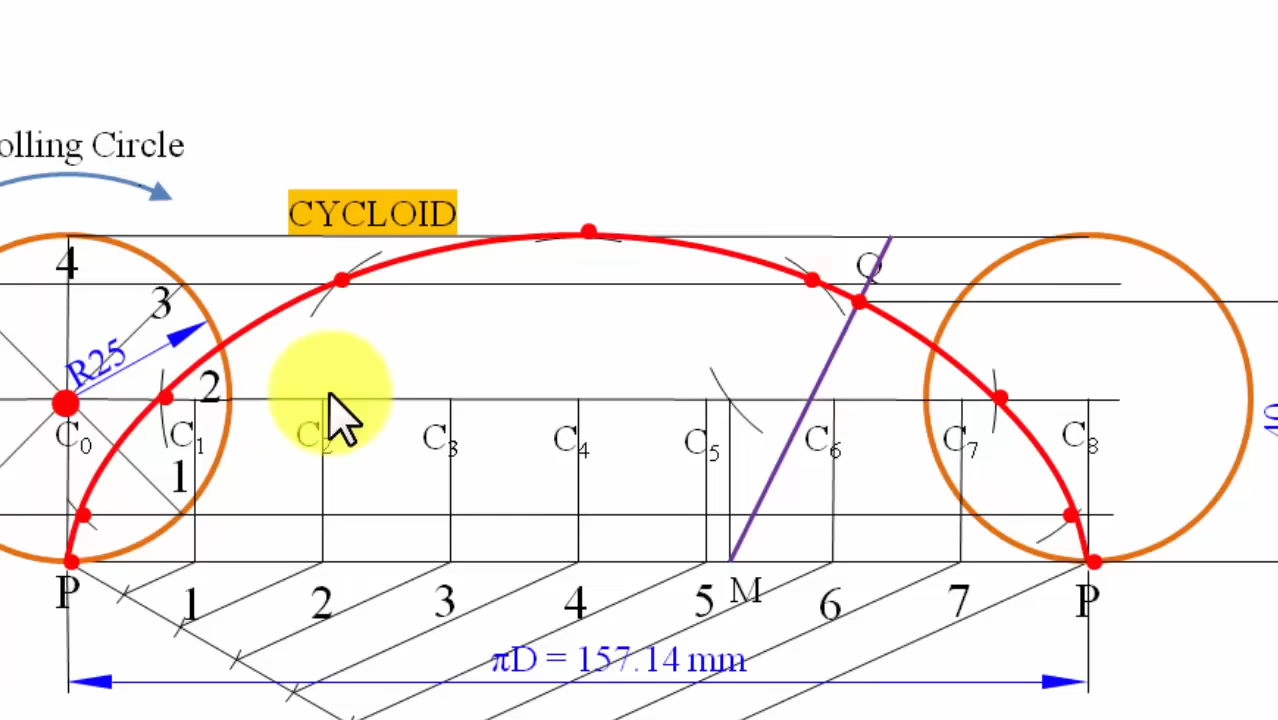 olling Circle
CYCLOID
4
Q
3
R25
2
C0 C1 C2 C3 C4 C5 C6 C7 C8
1
P 1 2 3 4 5 M 6 7 P
πD = 157.14 mm